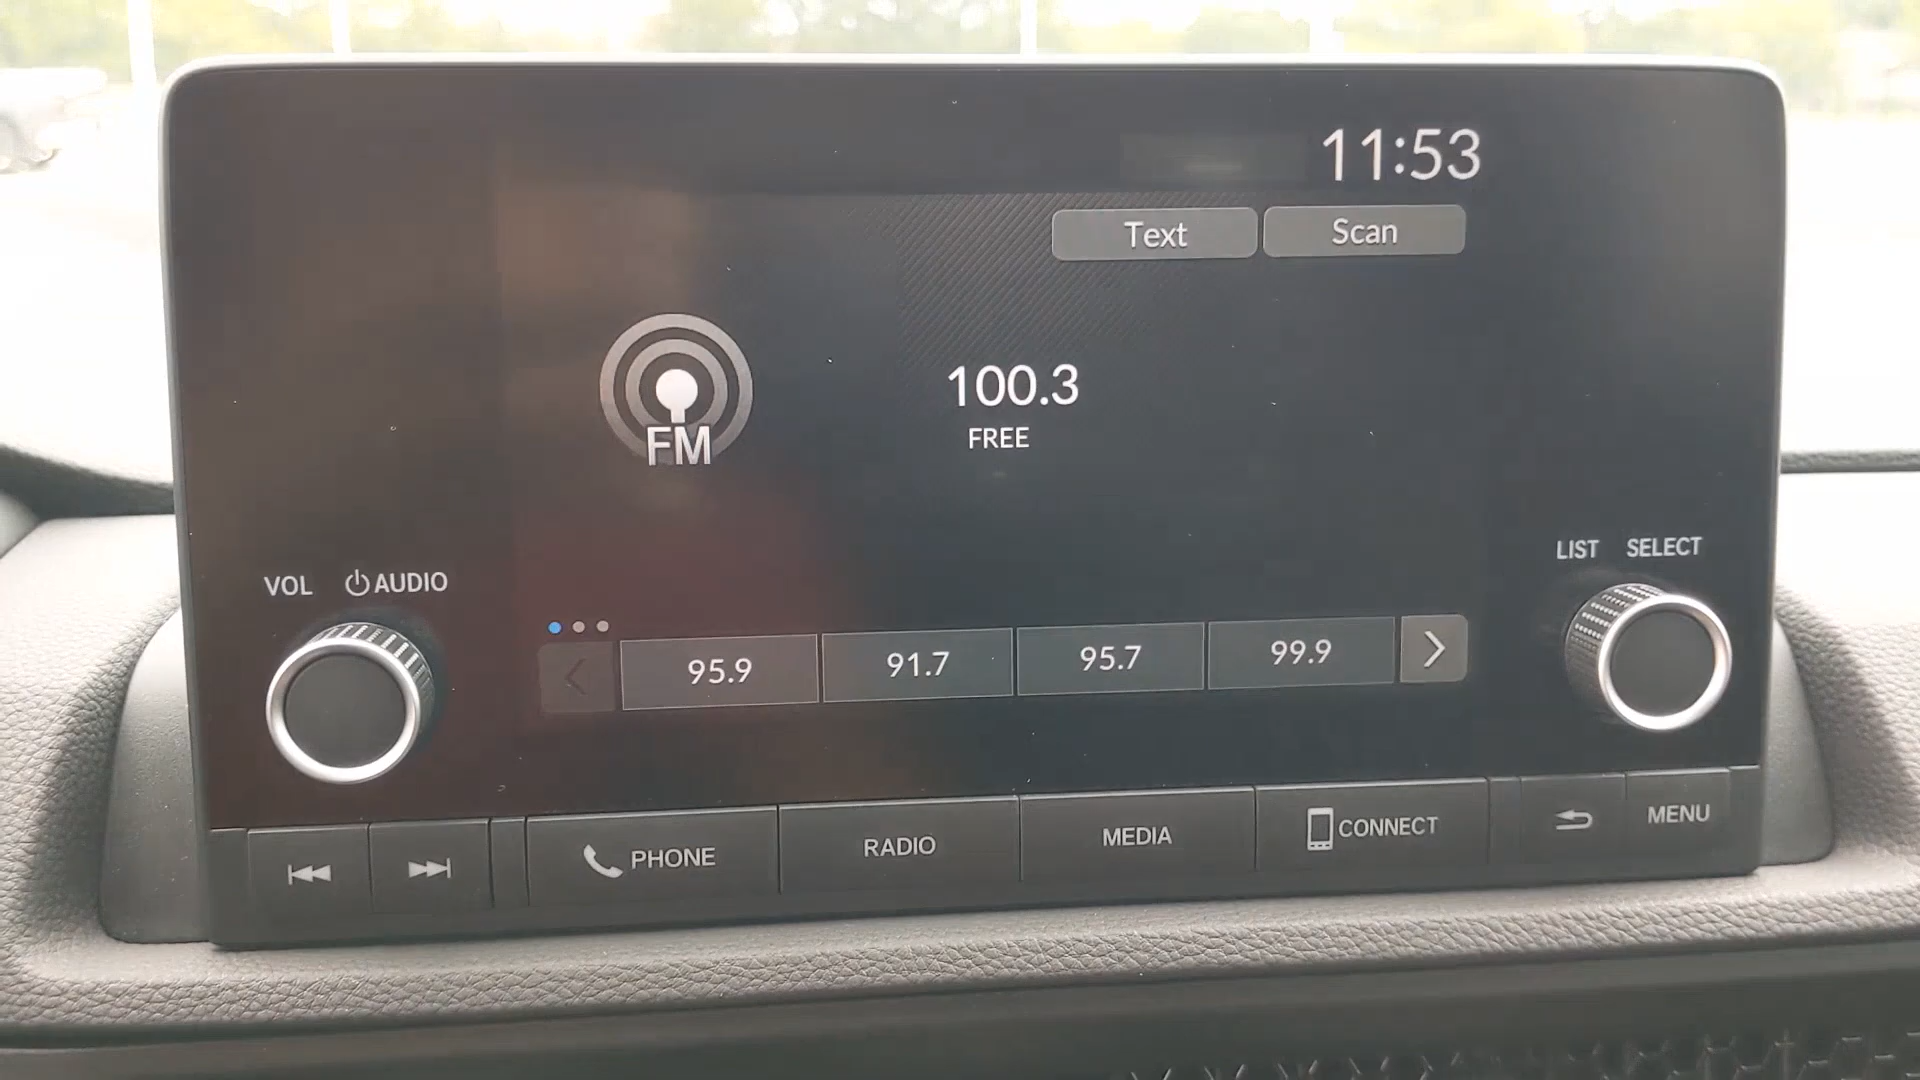 11:53
Text Scan
FM
100.3
FREE
VOL AUDIO
LIST SELECT
95.9 91.7 95.7 99.9
PHONE RADIO MEDIA CONNECT MENU